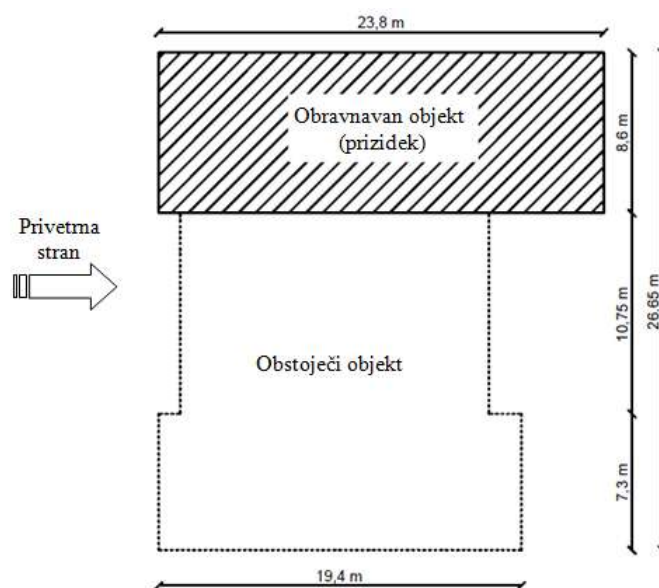 23,8 m
Obravnavan objekt
(prizidek)
8,6 m
Privetrna
stran
10,75 m
26,65 m
Obstoječi objekt
7,3 m
19,4 m